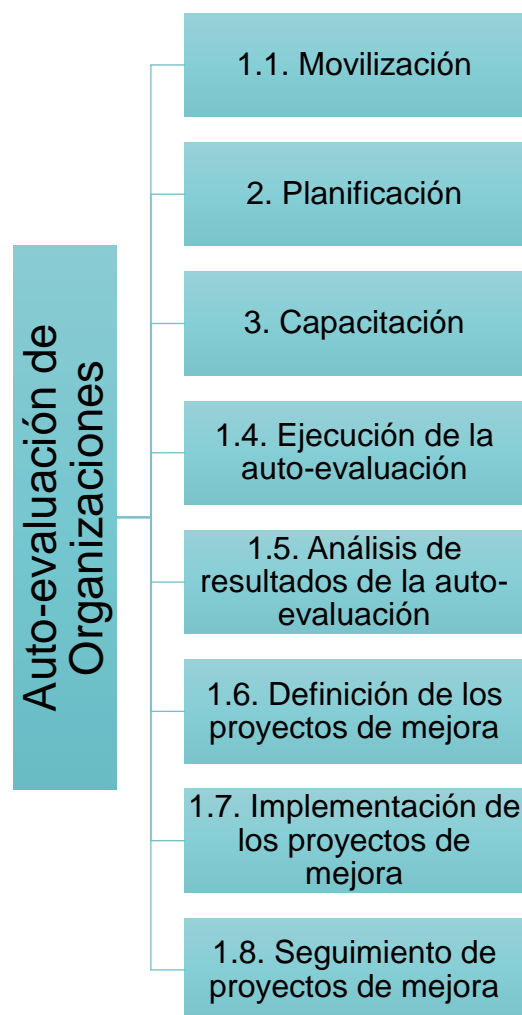 Auto-evaluación de
Organizaciones
1.1. Movilización
2. Planificación
3. Capacitación
1.4. Ejecución de la
auto-evaluación
1.5. Análisis de
resultados de la auto-
evaluación
1.6. Definición de los
proyectos de mejora
1.7. Implementación de
los proyectos de
mejora
1.8. Seguimiento de
proyectos de mejora